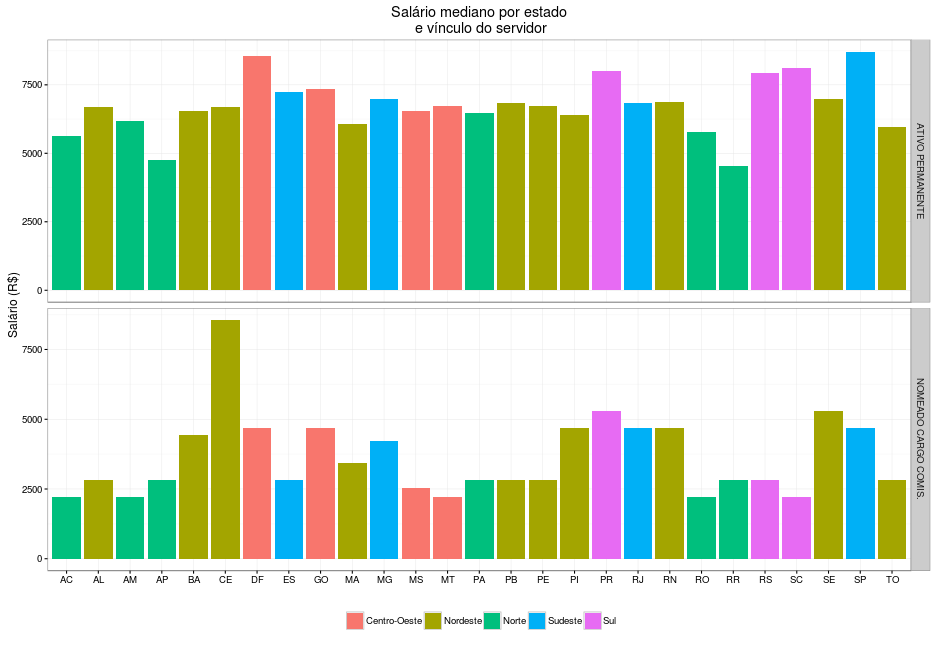 Salário mediano por estado
e vínculo do servidor
Salário (R$)
7500
5000
2500
0
ATIVO PERMANENTE
7500
5000
2500
0
NOMEADO CARGO COMIS.
AC AL AM AP BA CE DF ES GO MA MG MS MT PA PB PE PI PR RJ RN RO RR RS SC SE SP TO
Centro-Oeste Nordeste Norte Sudeste Sul